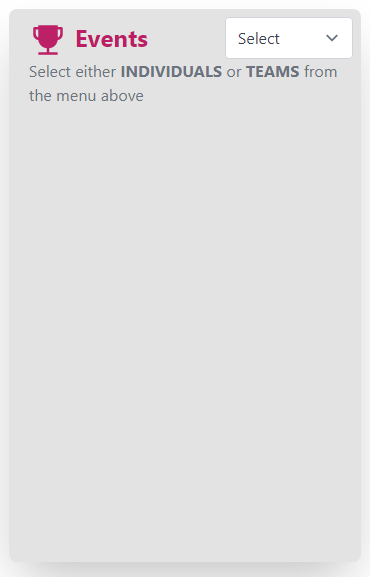 Events
Select
Select either INDIVIDUALS or TEAMS from
the menu above